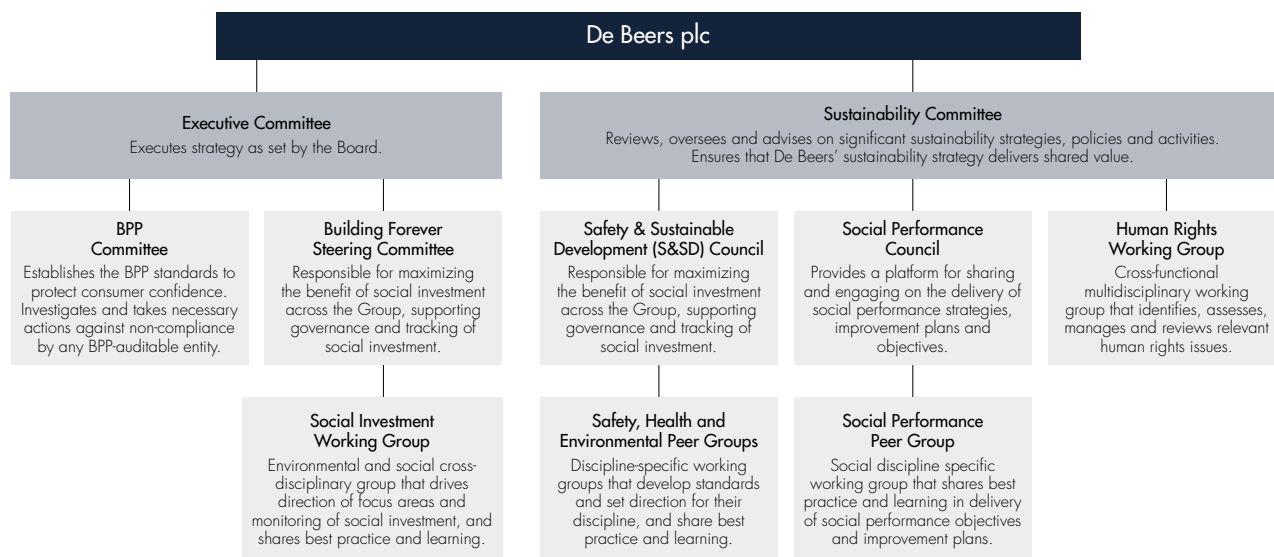 De Beers plc
Executive Committee
Executes strategy as set by the Board.
Sustainability Committee
Reviews, oversees and advises on significant sustainability strategies, policies and activities.
Ensures that De Beers' sustainability strategy delivers shared value.
BPP
Committee
Establishes the BPP standards to
protect consumer confidence.
Investigates and takes necessary
actions against non-compliance
by any BPP-auditable entity.
Building Forever
Steering Committee
Responsible for maximizing
the benefit of social investment
across the Group, supporting
governance and tracking of
social investment.
Safety & Sustainable
Development (S&SD) Council
Responsible for maximizing
the benefit of social investment
across the Group, supporting
governance and tracking of
social investment.
Social Performance
Council
Provides a platform for sharing
and engaging on the delivery of
social performance strategies,
improvement plans and
objectives.
Human Rights
Working Group
Cross-functional
multidisciplinary working
group that identifies, assesses,
manages and reviews relevant
human rights issues.
Social Investment
Working Group
Environmental and social cross-
disciplinary group that drives
direction of focus areas and
monitoring of social investment, and
shares best practice and learning.
Safety, Health and
Environmental Peer Groups
Discipline-specific working
groups that develop standards
and set direction for their
discipline, and share best
practice and learning.
Social Performance
Peer Group
Social discipline specific
working group that shares best
practice and learning in delivery
of social performance objectives
and improvement plans.